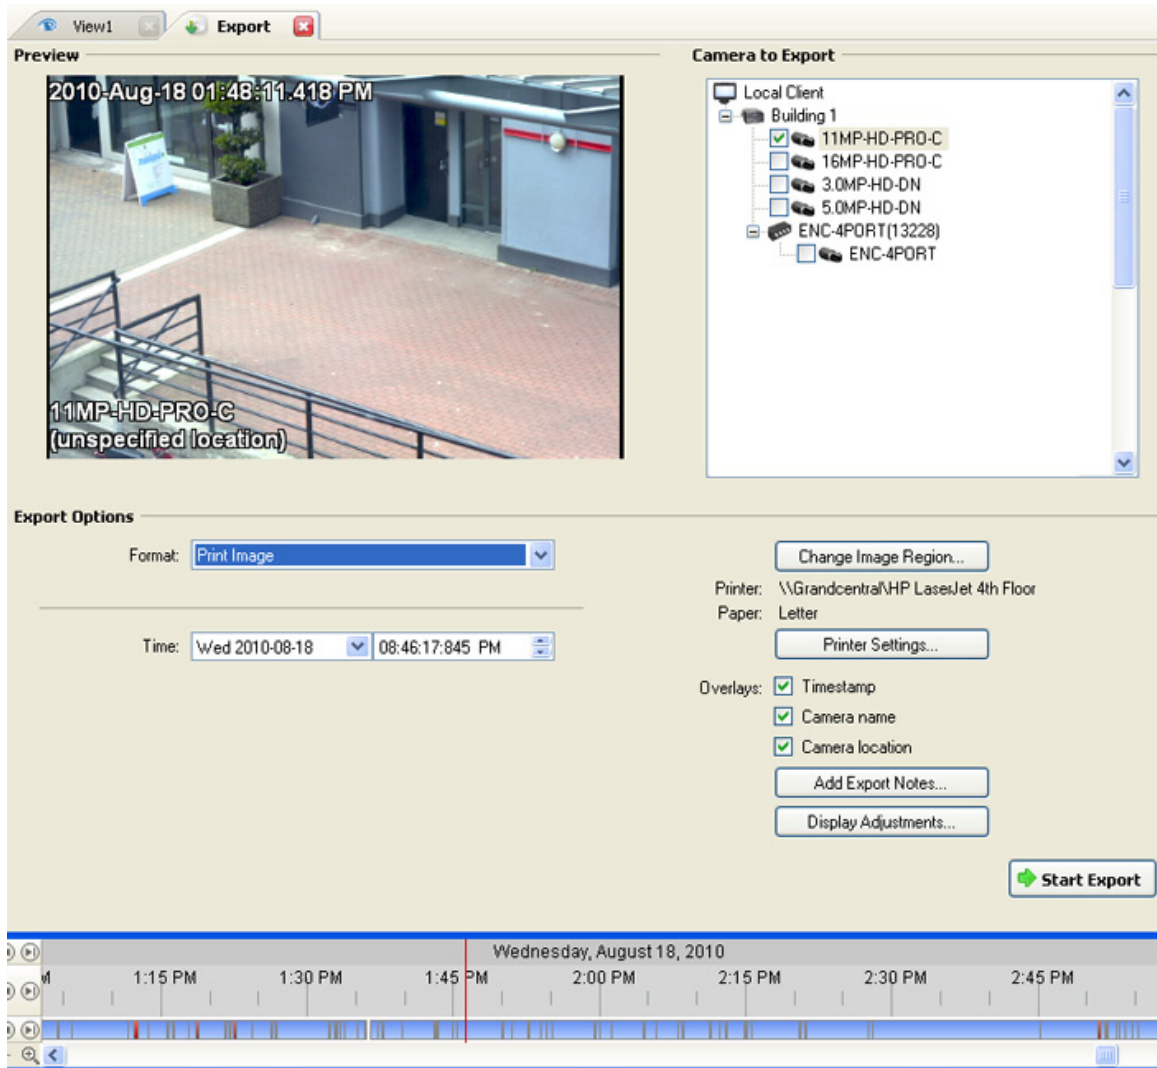 View1
Export
Preview
Camera to Export
2010-Aug-18 01:48:11.418 PM
11MP-HD-PRO-C
(unspecified location)
Local Client
Building 1
11MP-HD-PRO-C
16MP-HD-PRO-C
3.0MP-HD-DN
5.0MP-HD-DN
ENC-4PORT(13228)
ENC-4PORT
Export Options
Format: Print Image
Time: Wed 2010-08-18 08:46:17:845 PM
Change Image Region...
Printer: \\Grandcentral\HP LaserJet 4th Floor
Paper: Letter
Printer Settings...
Overlays: Timestamp
Camera name
Camera location
Add Export Notes...
Display Adjustments...
Start Export
Wednesday, August 18, 2010
1:15 PM 1:30 PM 1:45 PM 2:00 PM 2:15 PM 2:30 PM 2:45 PM